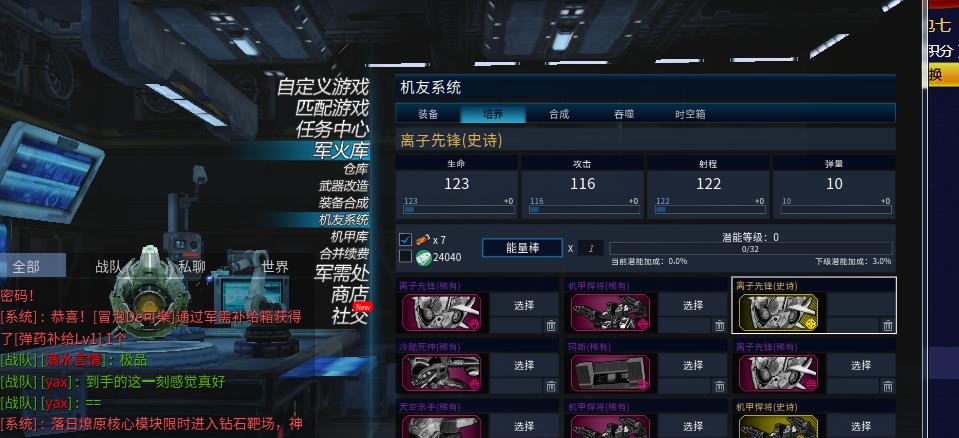 自定义游戏
匹配游戏
任务中心
军火库
仓库
武器改造
装备合成
机友系统
机甲库
合并续费
军需处
商店
New
社交
机友系统
装备 培养 合成 吞噬 时空箱
离子先锋(史诗)
生命 攻击 射程 弹量
123 116 122 10
123 +0 116 +0 122 +0 10 +0
x 7
24040
能量棒 X 1
潜能等级: 0
0/32
当前潜能加成: 0.0% 下级潜能加成: 3.0%
离子先锋(稀有) 机甲悍将(稀有) 离子先锋(史诗)
选择 选择
冷酷死神(稀有) 玛斯(稀有) 离子先锋(稀有)
选择 选择 选择
天空杀手(稀有) 机甲悍将(稀有) 机甲悍将(史诗)
选择 选择 选择
全部 战队 私聊 世界
密码!
[系统]: 恭喜! [冒泡De可樂]通过军需补给箱获得
了[弹药补给Lv1] 1个
[战队] [滴水言情]: 极品
[战队] [yax]: 到手的这一刻感觉真好
[战队] [yax]: ==
[系统]: 落日燎原核心模块限时进入钻石靶场，神
包七
积分
换